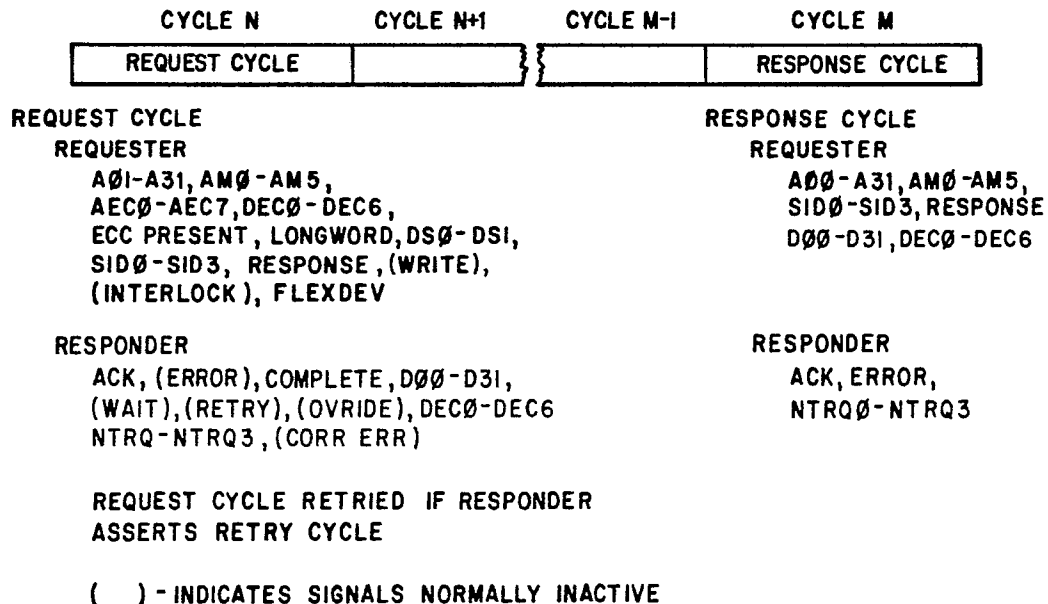 CYCLE N CYCLE N+1 CYCLE M-1 CYCLE M
REQUEST CYCLE RESPONSE CYCLE
REQUEST CYCLE
REQUESTER
AØ1-A31, AMØ-AM5,
AECØ-AEC7, DECØ-DEC6,
ECC PRESENT, LONGWORD, DSØ-DS1,
SIDØ-SID3, RESPONSE, (WRITE),
(INTERLOCK), FLEXDEV
RESPONDER
ACK, (ERROR), COMPLETE, DØØ-D31,
(WAIT), (RETRY), (OVRIDE), DECØ-DEC6
NTRQ-NTRQ3, (CORR ERR)
REQUEST CYCLE RETRIED IF RESPONDER
ASSERTS RETRY CYCLE
( ) - INDICATES SIGNALS NORMALLY INACTIVE
RESPONSE CYCLE
REQUESTER
AØØ-A31, AMØ-AM5,
SIDØ-SID3, RESPONSE
DØØ-D31, DECØ-DEC6
RESPONDER
ACK, ERROR,
NTRQØ-NTRQ3